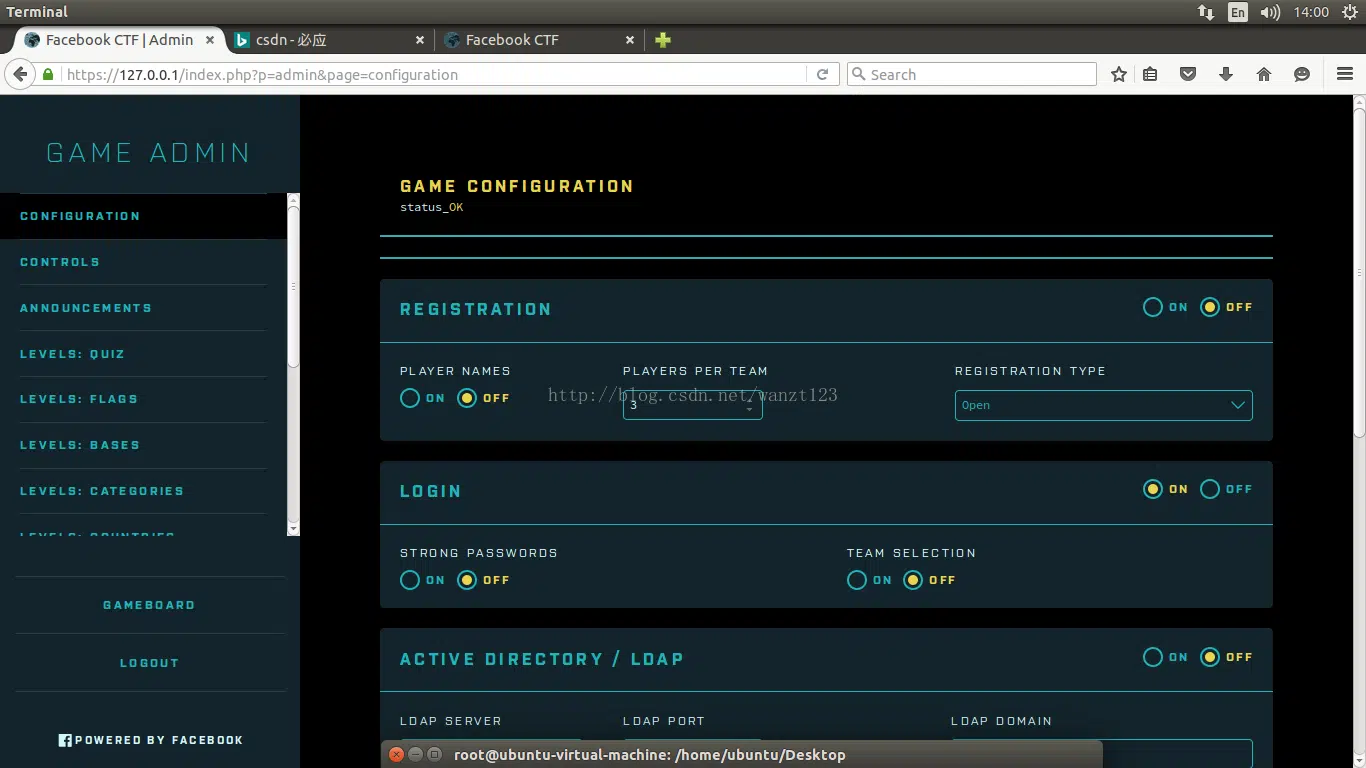 Terminal
En
14:00
Facebook CTF | Admin
csdn - 必应
Facebook CTF
https://127.0.0.1/index.php?p=admin&page=configuration
Search
GAME ADMIN
CONFIGURATION
CONTROLS
ANNOUNCEMENTS
LEVELS: QUIZ
LEVELS: FLAGS
LEVELS: BASES
LEVELS: CATEGORIES
LEVELS: COUNTRIES
GAMEBOARD
LOGOUT
POWERED BY FACEBOOK
GAME CONFIGURATION
status_OK
REGISTRATION
ON OFF
PLAYER NAMES
ON OFF
PLAYERS PER TEAM
3
REGISTRATION TYPE
Open
http://blog.csdn.net/wanzt123
LOGIN
ON OFF
STRONG PASSWORDS
ON OFF
TEAM SELECTION
ON OFF
ACTIVE DIRECTORY / LDAP
ON OFF
LDAP SERVER
LDAP PORT
LDAP DOMAIN
root@ubuntu-virtual-machine: /home/ubuntu/Desktop